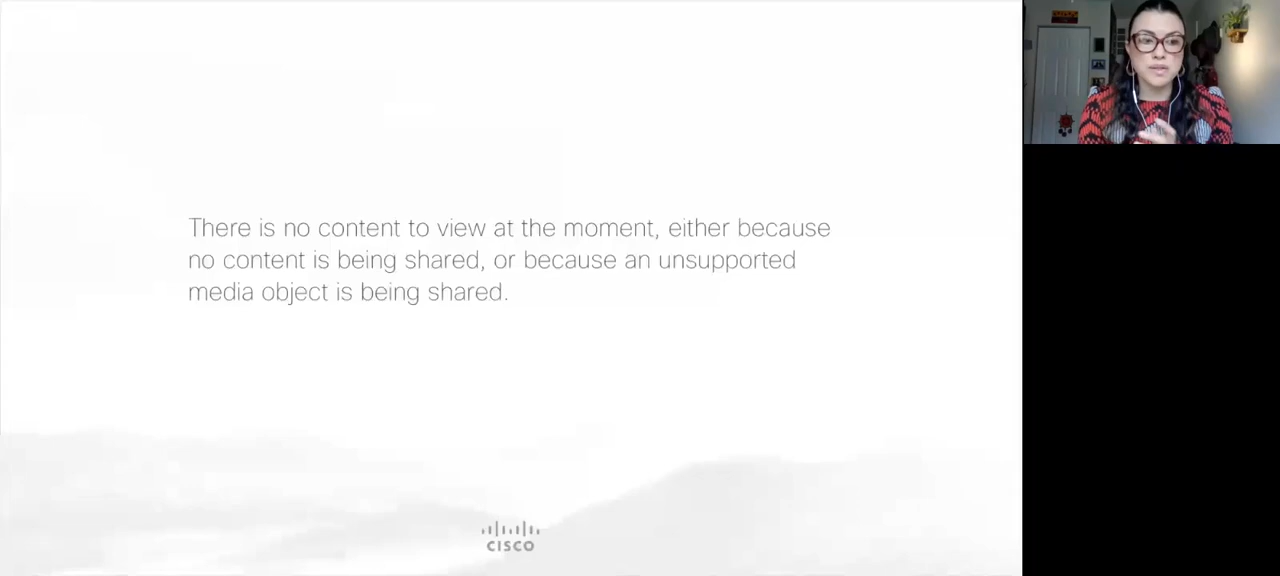 There is no content to view at the moment, either because
no content is being shared, or because an unsupported
media object is being shared.
CISCO